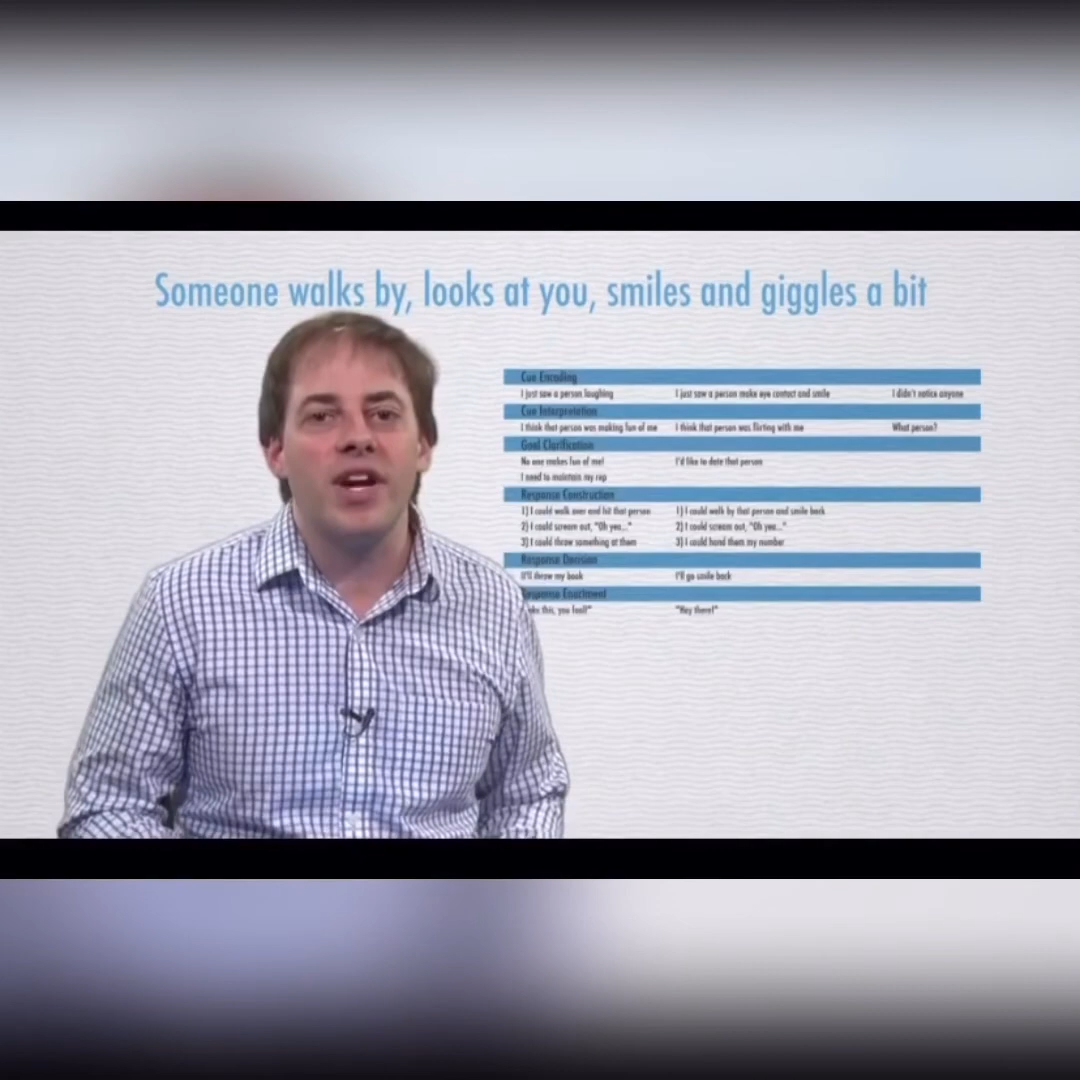 Someone walks by, looks at you, smiles and giggles a bit
Cue Encoding
I just saw a person laughing I just saw a person make eye contact and smile I didn't notice anyone
Cue Interpretation
I think that person was making fun of me I think that person was flirting with me What person?
Goal Clarification
No one makes fun of me! I'd like to date that person
I need to maintain my rep
Response Construction
1) I could walk over and hit that person 1) I could walk by that person and smile back
2) I could scream out, "Oh yea..." 2) I could scream out, "Oh yea..."
3) I could throw something at them 3) I could hand them my number
Response Decision
I'll throw my book I'll go smile back
Response Enactment
this, you fool!" "Hey there!"